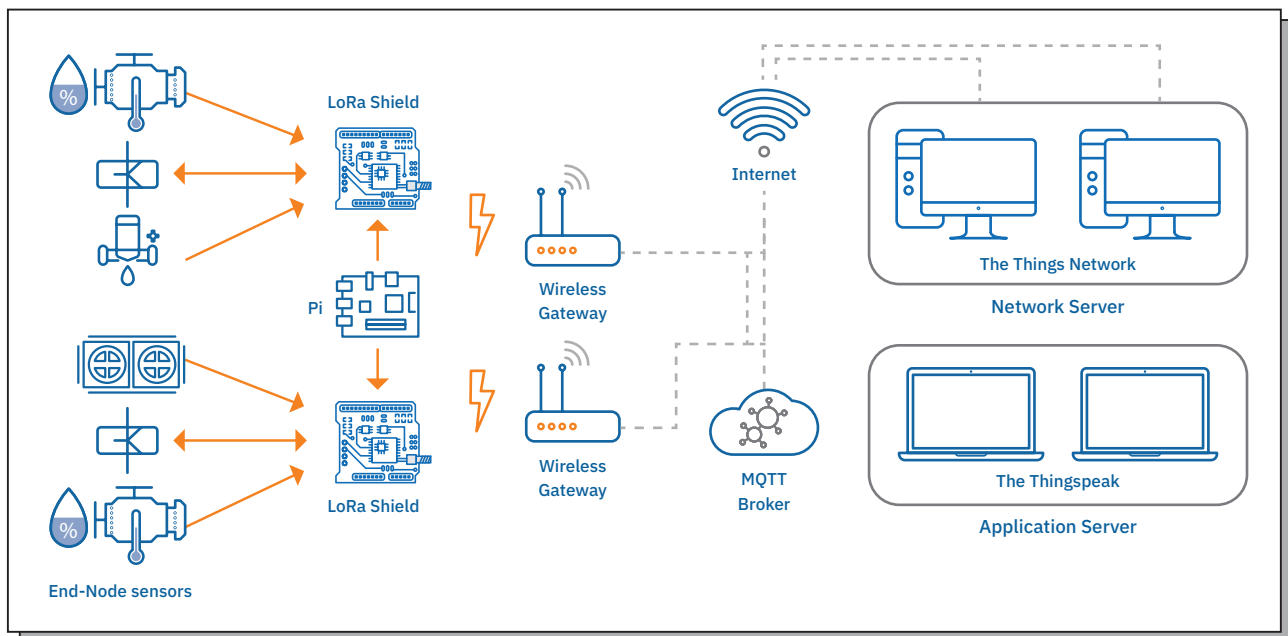 %
LoRa Shield
Internet
The Things Network
Network Server
Pi
Wireless
Gateway
Wireless
Gateway
%
LoRa Shield
MQTT
Broker
The Thingspeak
Application Server
End-Node sensors